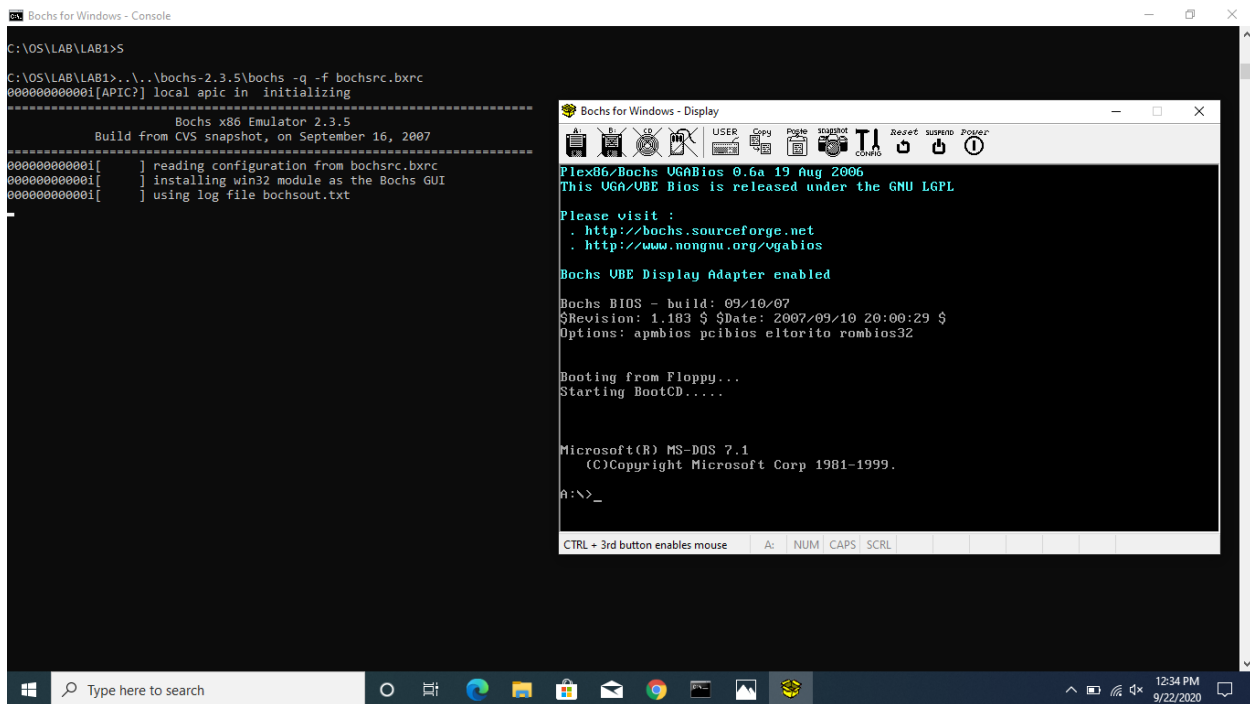 Bochs for Windows - Console
C:\OS\LAB\LAB1>S
C:\OS\LAB\LAB1>..\..\bochs-2.3.5\bochs -q -f bochsrc.bxrc
00000000000i[APIC?] local apic in  initializing
========================================================================
Bochs x86 Emulator 2.3.5
Build from CVS snapshot, on September 16, 2007
========================================================================
00000000000i[     ] reading configuration from bochsrc.bxrc
00000000000i[     ] installing win32 module as the Bochs GUI
00000000000i[     ] using log file bochsout.txt
Bochs for Windows - Display
A: B: CD USER Copy Paste snapshot CONFIG Reset SUSPEND Power
Plex86/Bochs VGABios 0.6a 19 Aug 2006
This VGA/VBE Bios is released under the GNU LGPL
Please visit :
. http://bochs.sourceforge.net
. http://www.nongnu.org/vgabios
Bochs VBE Display Adapter enabled
Bochs BIOS - build: 09/10/07
$Revision: 1.183 $ $Date: 2007/09/10 20:00:29 $
Options: apmbios pcibios eltorito rombios32
Booting from Floppy...
Starting BootCD.....
Microsoft(R) MS-DOS 7.1
(C)Copyright Microsoft Corp 1981-1999.
A:\>_
CTRL + 3rd button enables mouse A: NUM CAPS SCRL
Type here to search
12:34 PM
9/22/2020